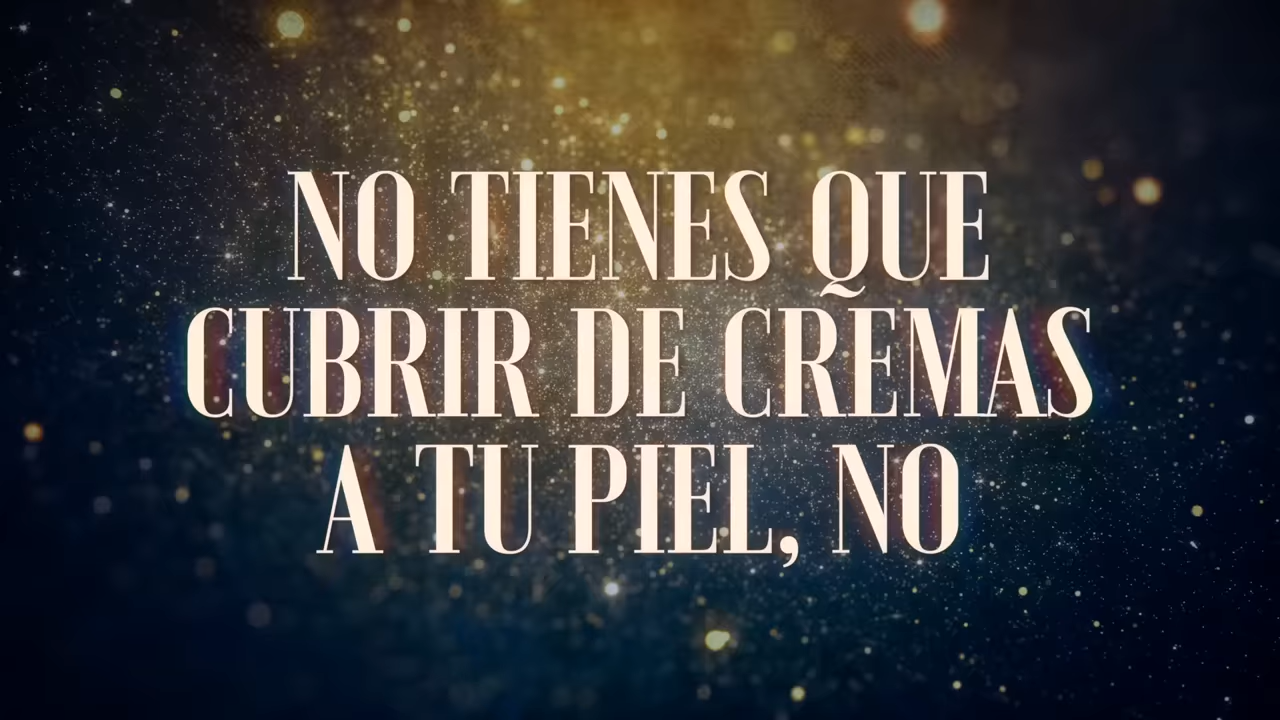 NO TIENES QUE
CUBRIR DE CREMAS
A TU PIEL, NO